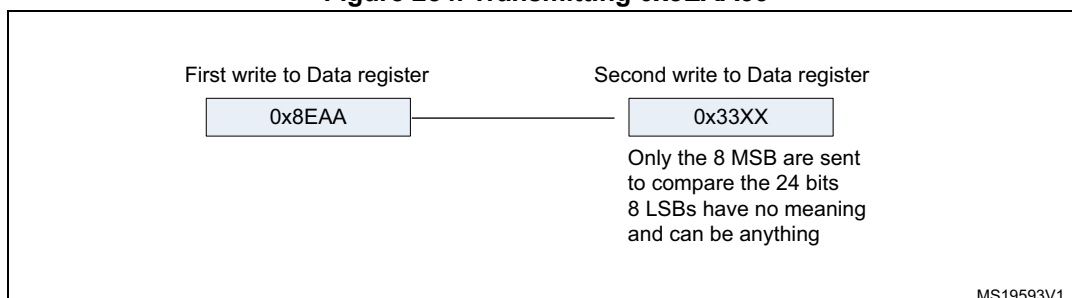 First write to Data register
Second write to Data register
0x8EAA
0x33XX
Only the 8 MSB are sent
to compare the 24 bits
8 LSBs have no meaning
and can be anything
MS19593V1